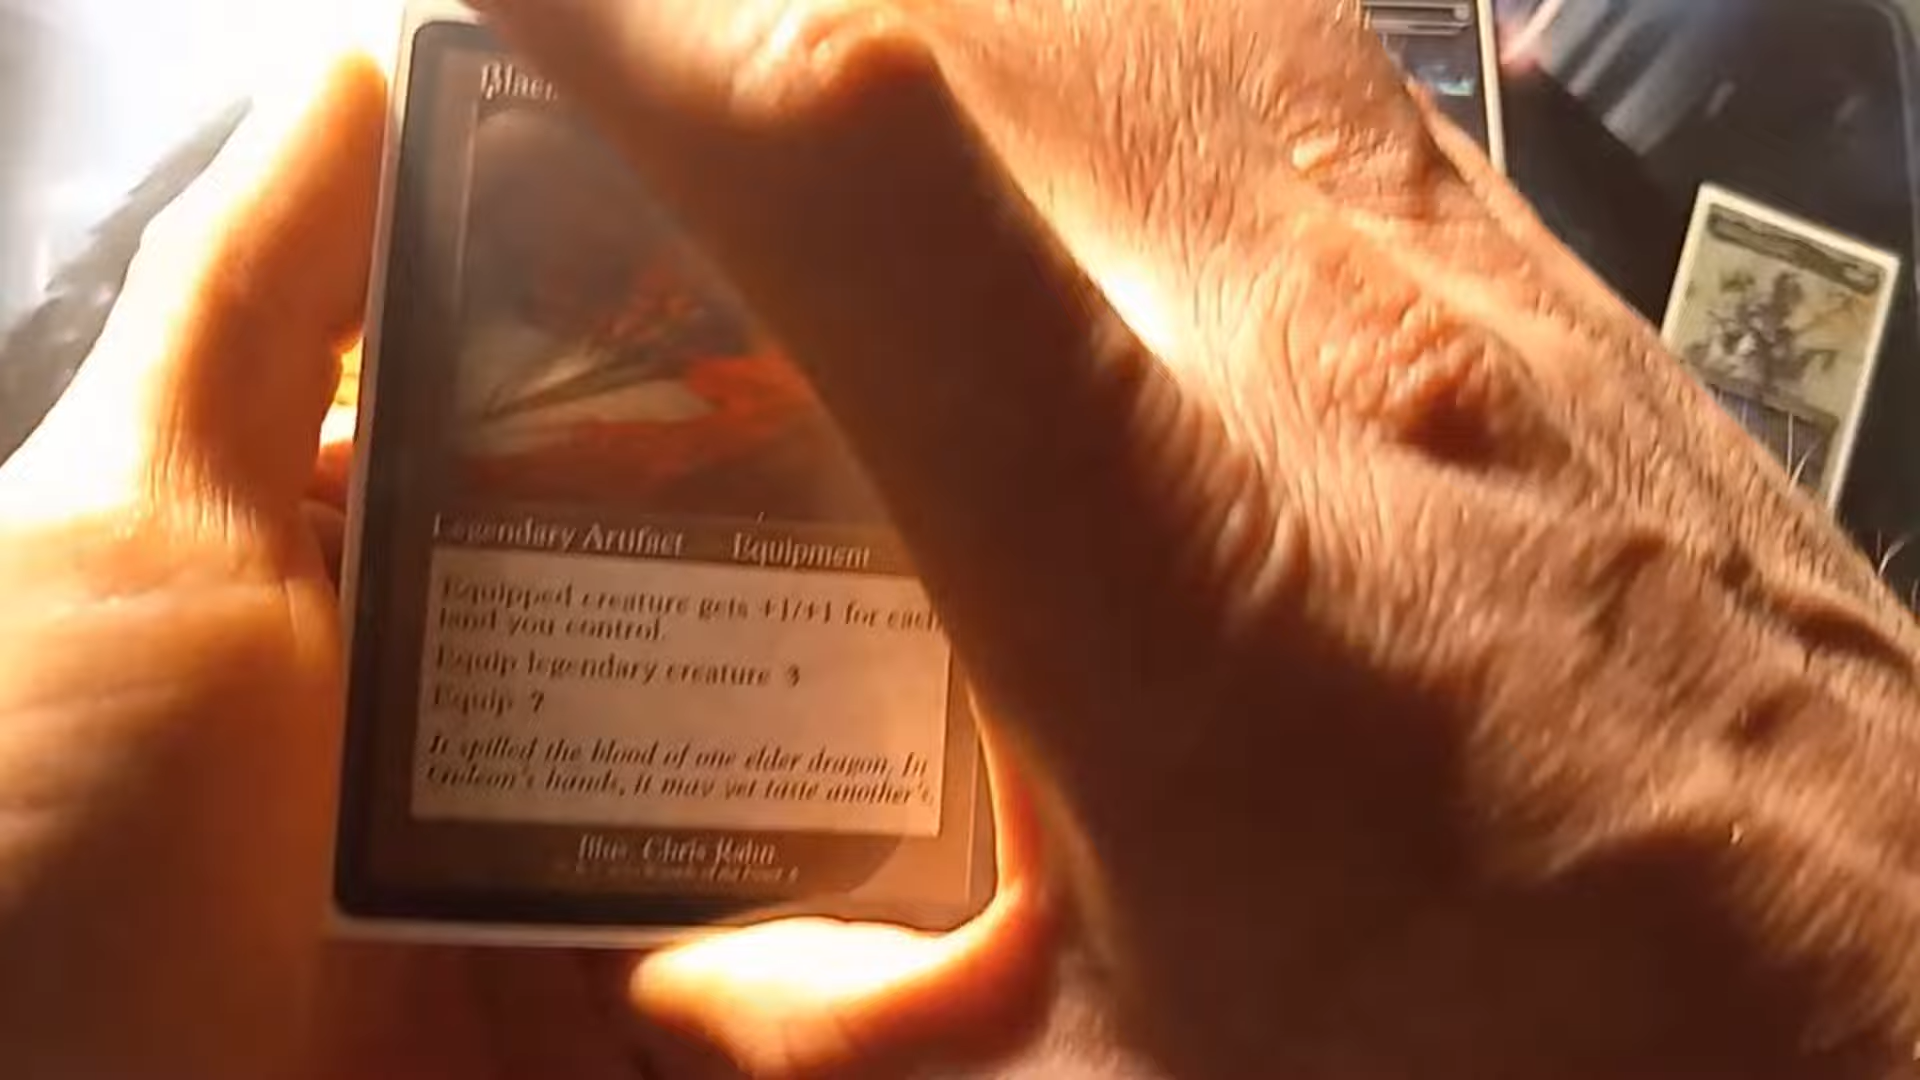 Blac
Legendary Artifact Equipment
Equipped creature gets +1/+1 for each
land you control.
Equip legendary creature 3
Equip 7
It spilled the blood of one elder dragon. In
Gideon's hands, it may yet taste another's.
Illus. Chris Rahn